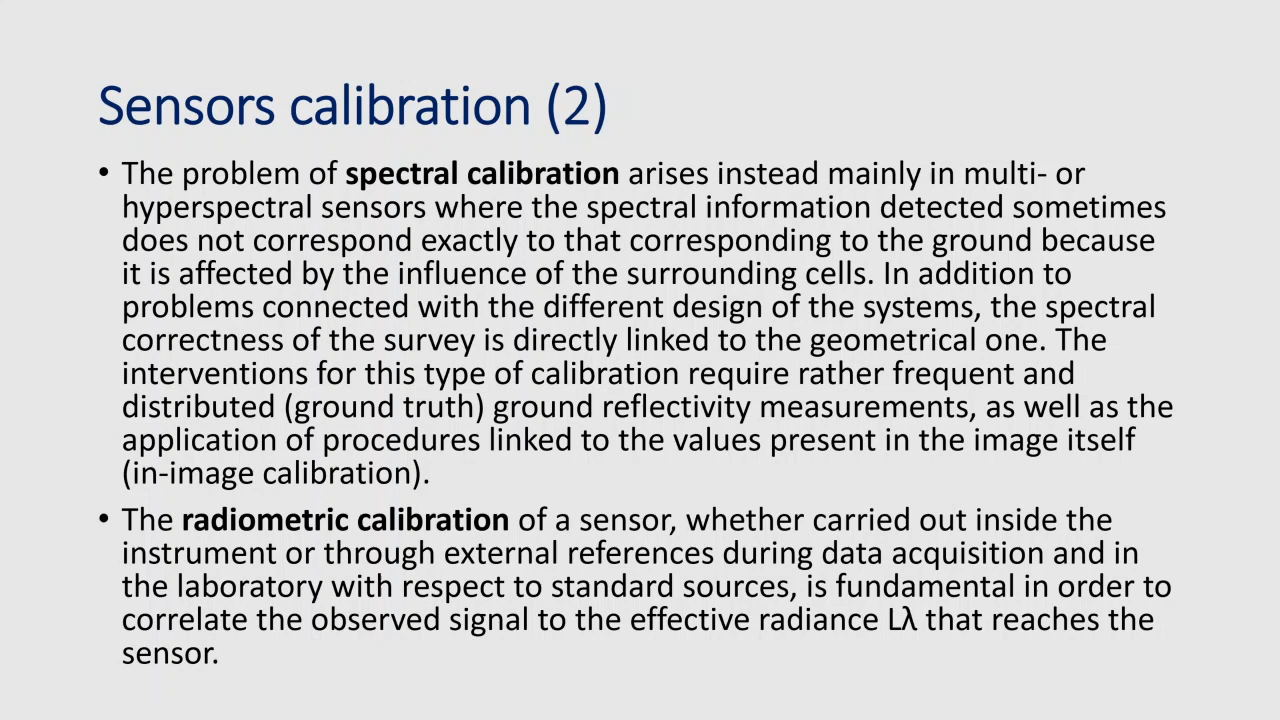 Sensors calibration (2)
• The problem of spectral calibration arises instead mainly in multi- or
hyperspectral sensors where the spectral information detected sometimes
does not correspond exactly to that corresponding to the ground because
it is affected by the influence of the surrounding cells. In addition to
problems connected with the different design of the systems, the spectral
correctness of the survey is directly linked to the geometrical one. The
interventions for this type of calibration require rather frequent and
distributed (ground truth) ground reflectivity measurements, as well as the
application of procedures linked to the values present in the image itself
(in-image calibration).
• The radiometric calibration of a sensor, whether carried out inside the
instrument or through external references during data acquisition and in
the laboratory with respect to standard sources, is fundamental in order to
correlate the observed signal to the effective radiance Lλ that reaches the
sensor.